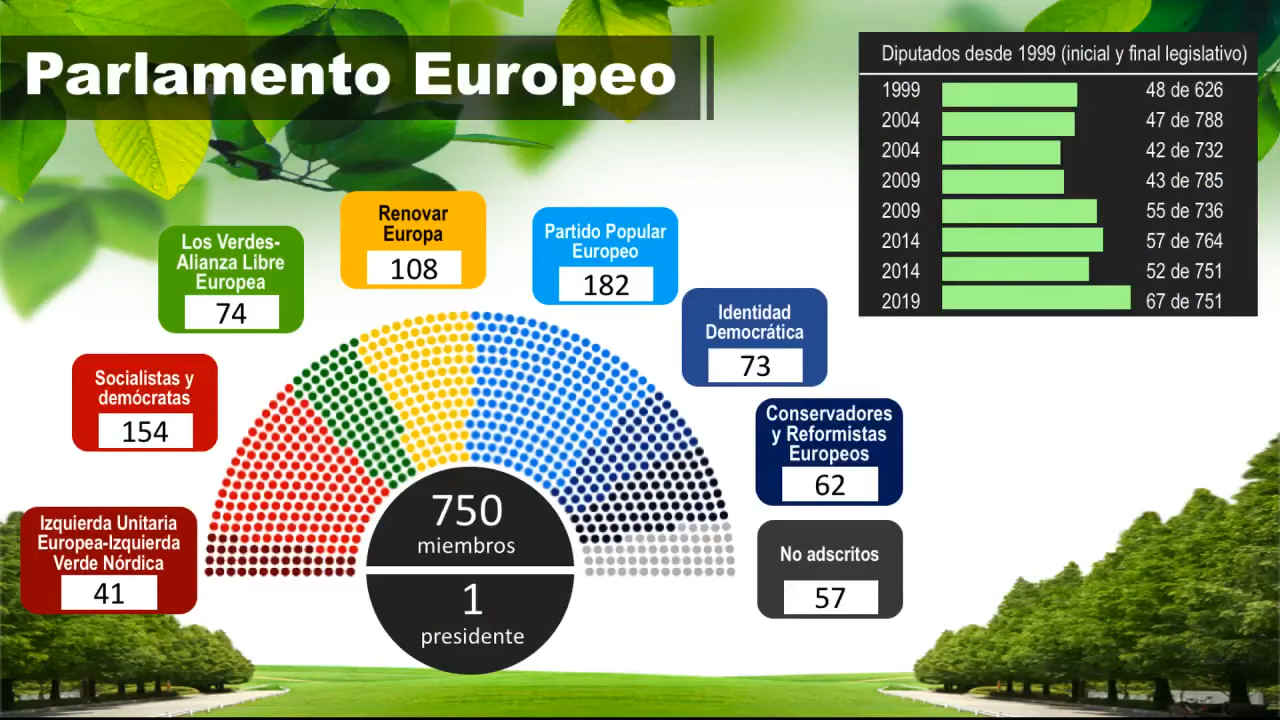 Parlamento Europeo
Diputados desde 1999 (inicial y final legislativo)
1999 48 de 626
2004 47 de 788
2004 42 de 732
2009 43 de 785
2009 55 de 736
2014 57 de 764
2014 52 de 751
2019 67 de 751
Renovar
Europa
108
Partido Popular
Europeo
182
Los Verdes-
Alianza Libre
Europea
74
Identidad
Democrática
73
Socialistas y
demócratas
154
Conservadores
y Reformistas
Europeos
62
Izquierda Unitaria
Europea-Izquierda
Verde Nórdica
41
No adscritos
57
750
miembros
1
presidente